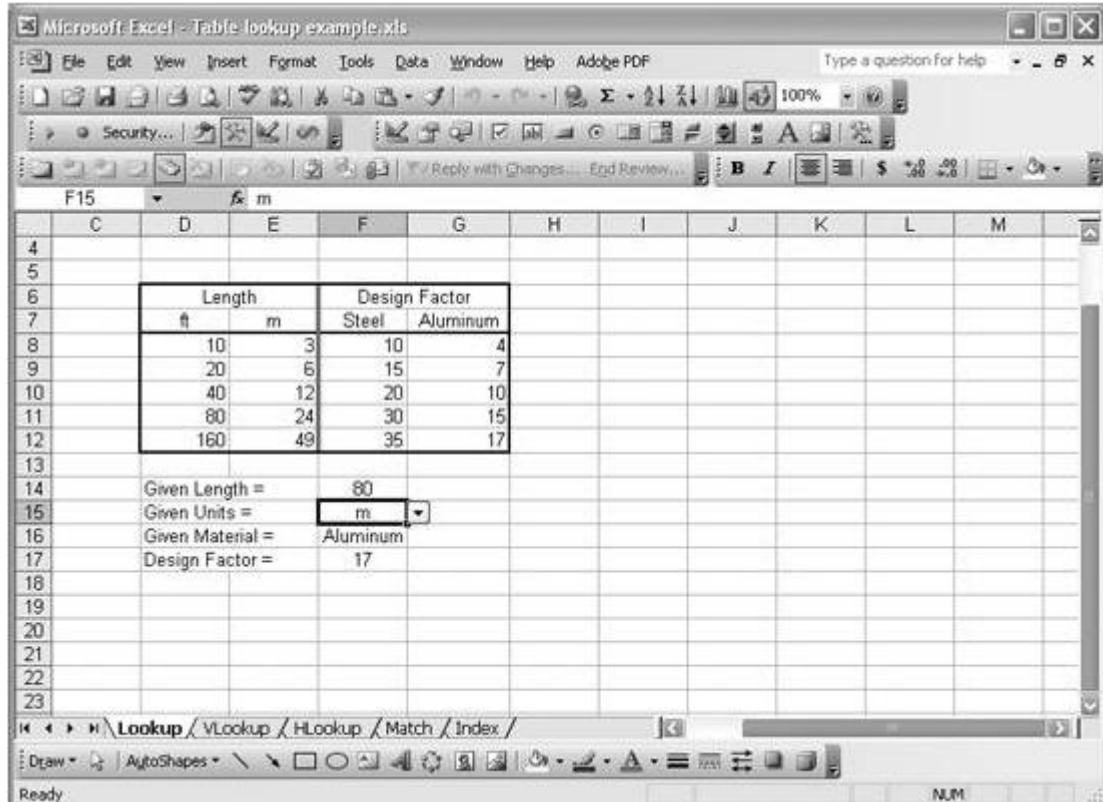 Microsoft Excel - Table lookup example.xls
File Edit View Insert Format Tools Data Window Help Adobe PDF Type a question for help
100%
Security...
Reply with Changes... End Review... B I $
F15 fx m
C D E F G H I J K L M
4
5
6 Length Design Factor
7 ft m Steel Aluminum
8 10 3 10 4
9 20 6 15 7
10 40 12 20 10
11 80 24 30 15
12 160 49 35 17
13
14 Given Length = 80
15 Given Units = m
16 Given Material = Aluminum
17 Design Factor = 17
18
19
20
21
22
23
Lookup / VLookup / HLookup / Match / Index /
Draw AutoShapes
Ready NUM